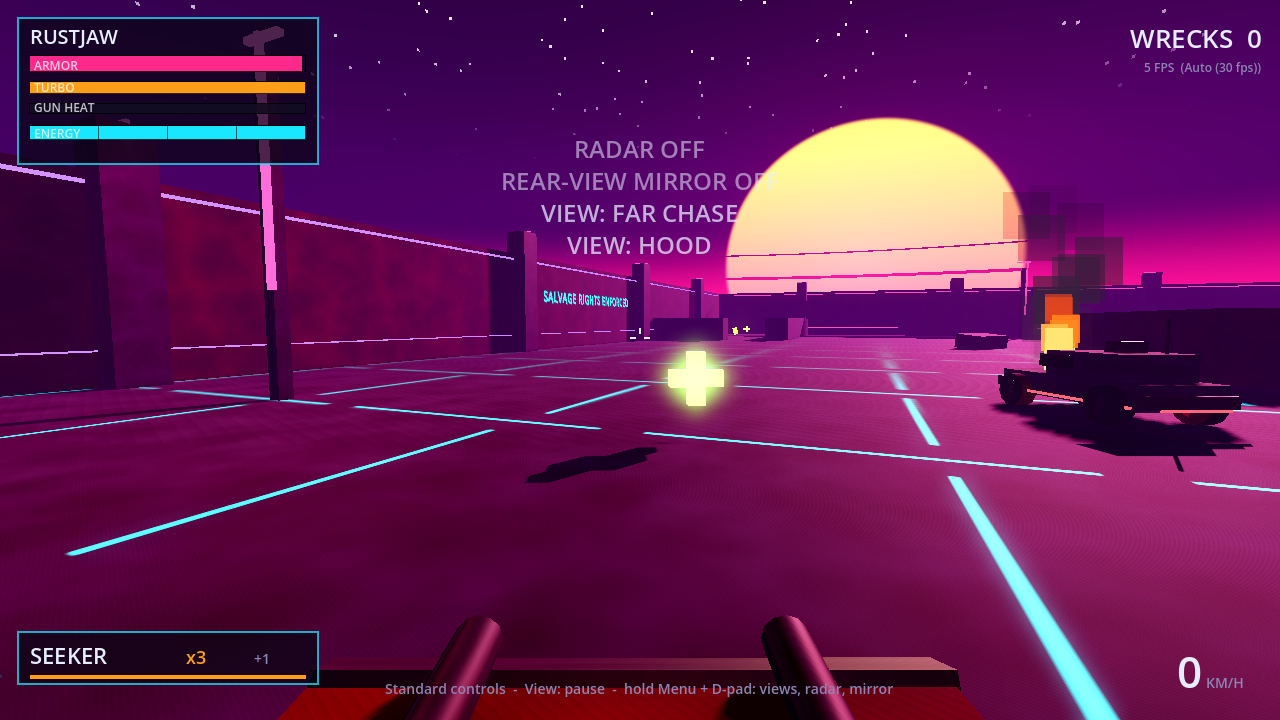 RUSTJAW
ARMOR
TURBO
GUN HEAT
ENERGY
WRECKS 0
5 FPS (Auto (30 fps))
RADAR OFF
REAR-VIEW MIRROR OFF
VIEW: FAR CHASE
VIEW: HOOD
SALVAGE RIGHTS ENFORCED
SEEKER x3 +1
Standard controls - View: pause - hold Menu + D-pad: views, radar, mirror
0 KM/H